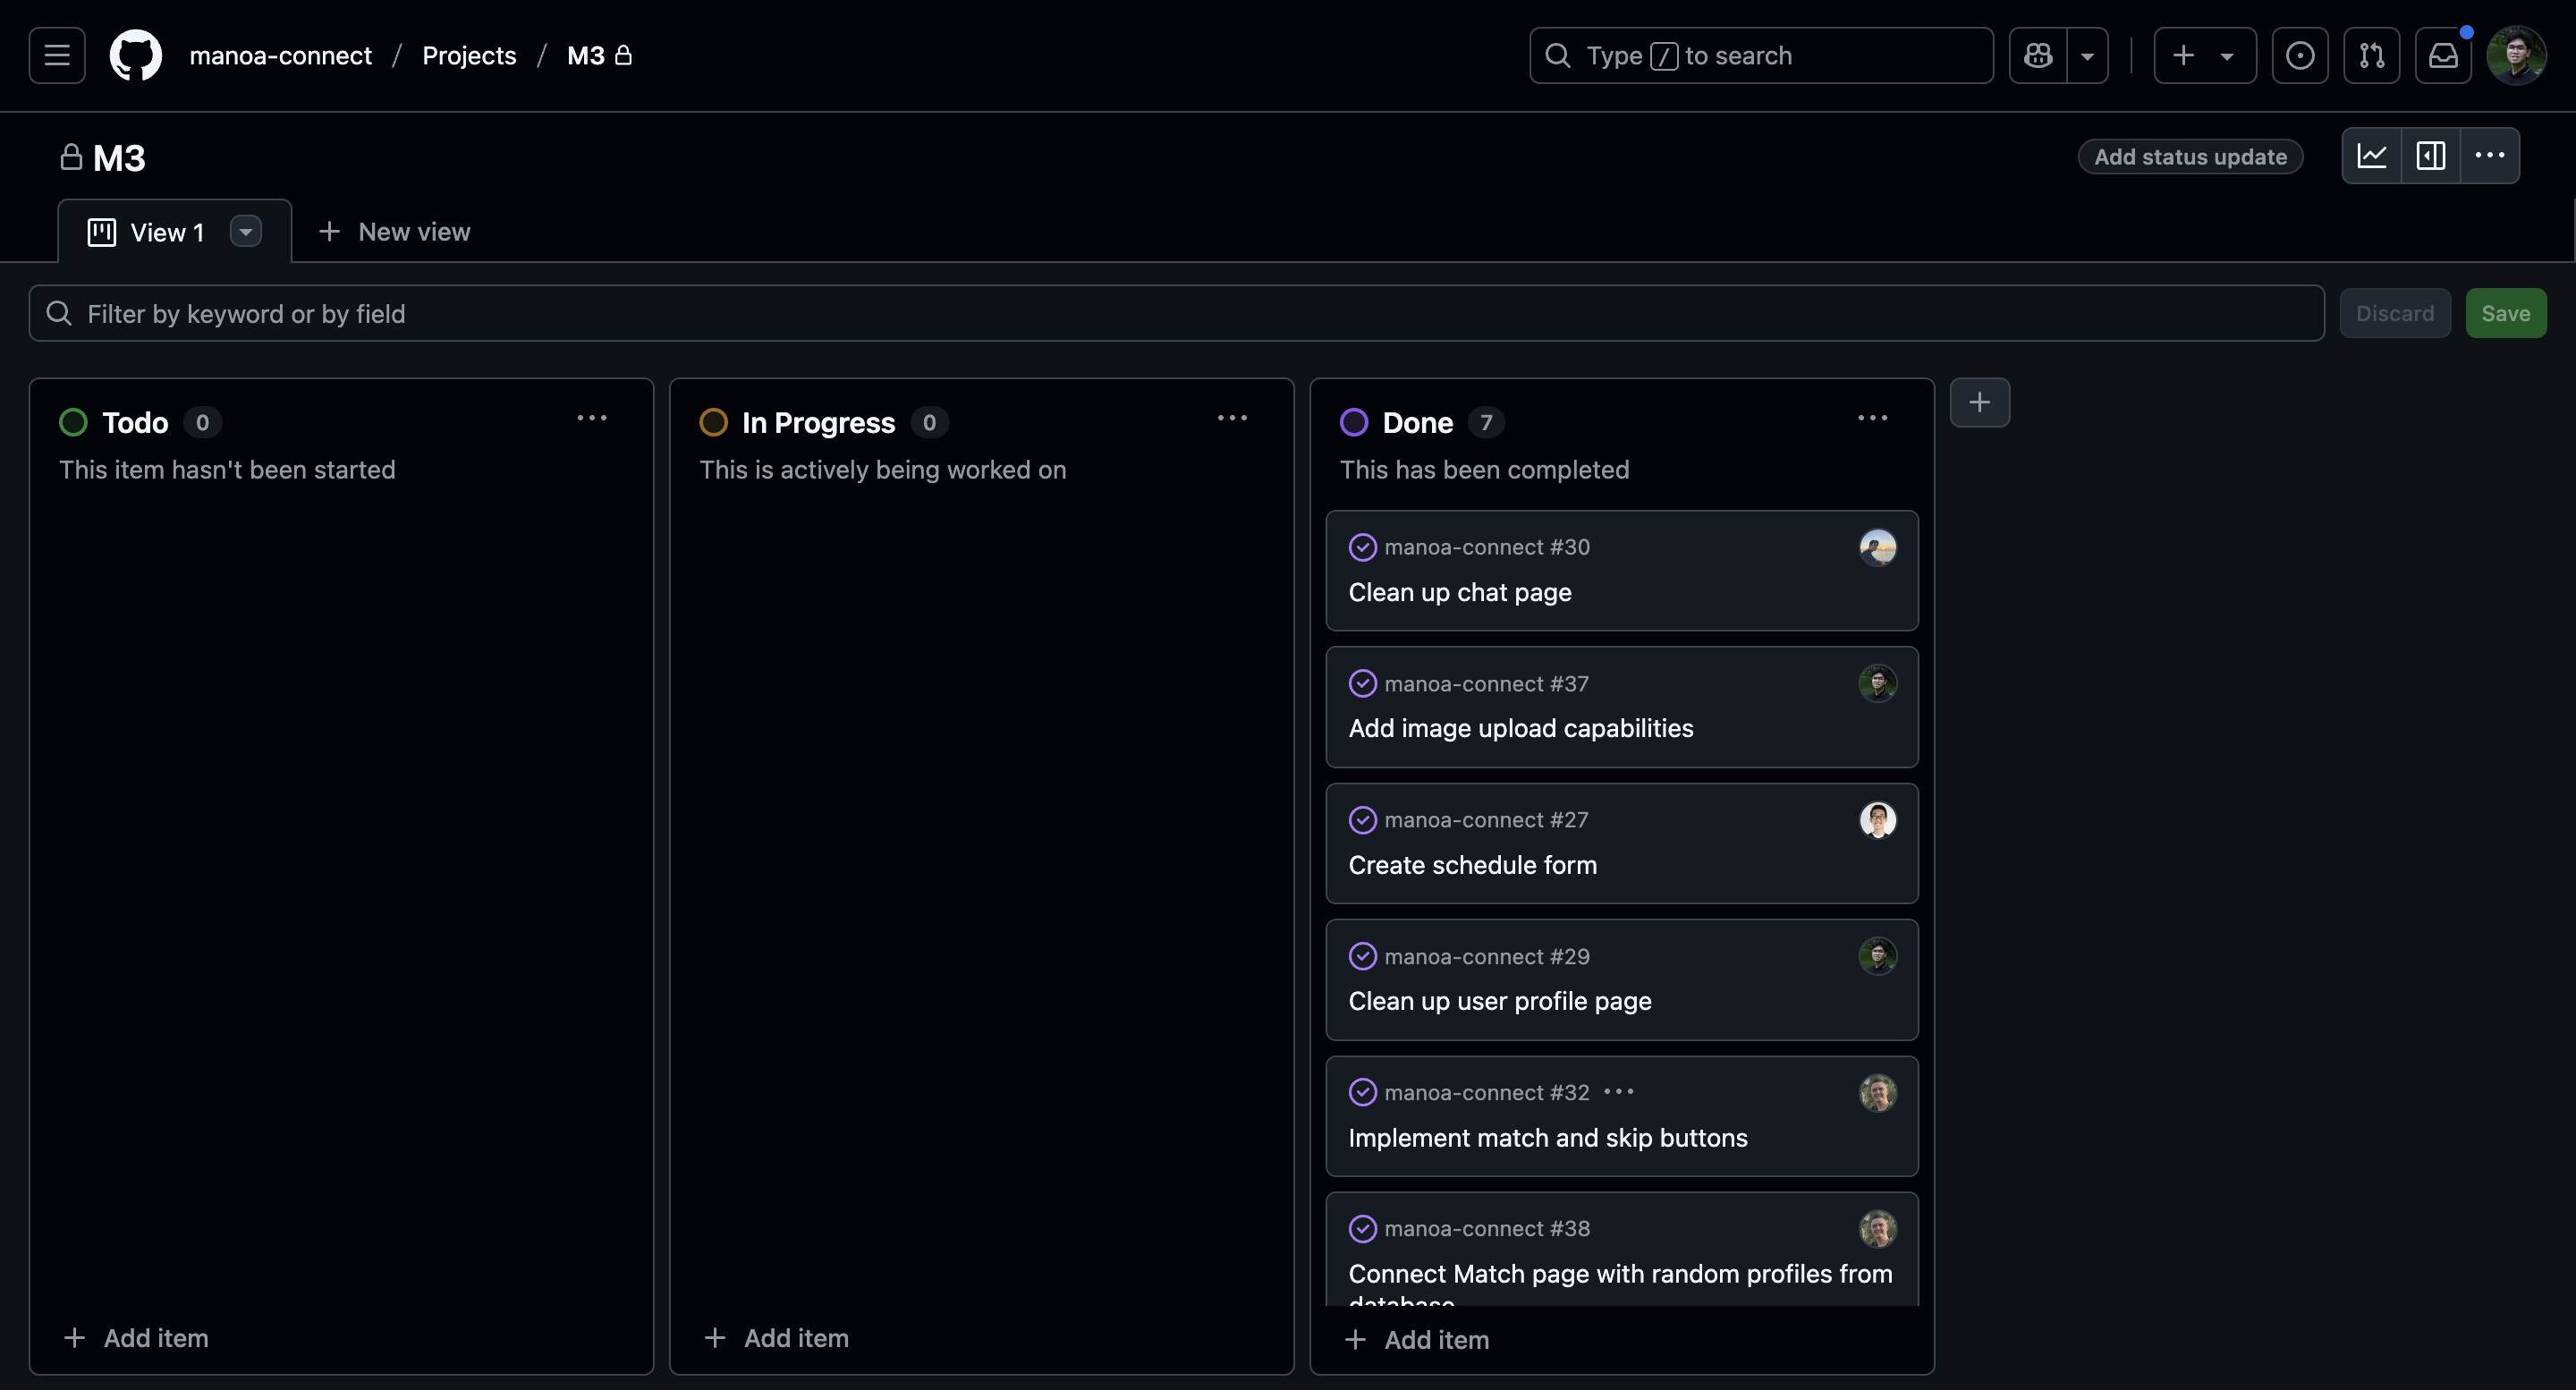 manoa-connect / Projects / M3
Type / to search
M3
Add status update
View 1
New view
Filter by keyword or by field
Discard
Save
Todo 0
This item hasn't been started
Add item
In Progress 0
This is actively being worked on
Add item
Done 7
This has been completed
manoa-connect #30
Clean up chat page
manoa-connect #37
Add image upload capabilities
manoa-connect #27
Create schedule form
manoa-connect #29
Clean up user profile page
manoa-connect #32
Implement match and skip buttons
manoa-connect #38
Connect Match page with random profiles from
database
Add item